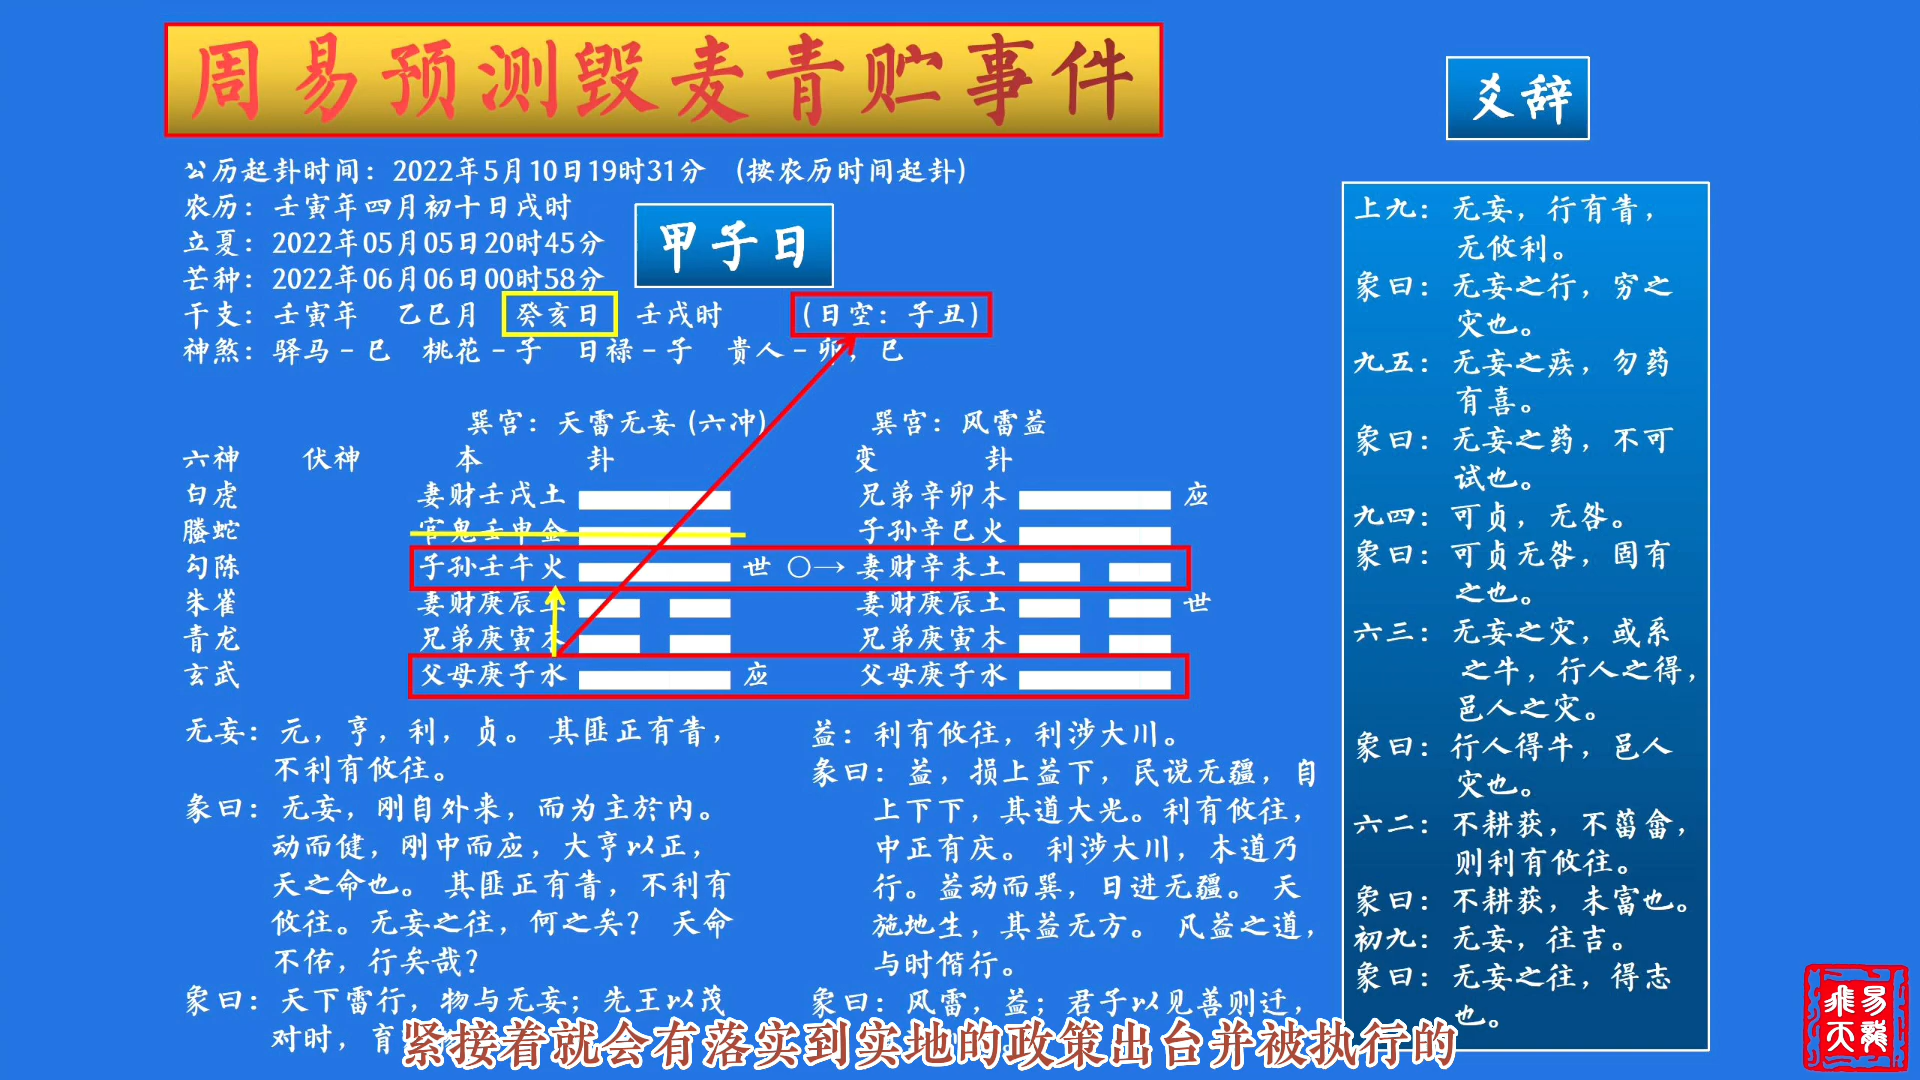 周易预测毁麦青贮事件
公历起卦时间：2022年5月10日19时31分 (按农历时间起卦)
农历：壬寅年四月初十日戌时
立夏：2022年05月05日20时45分
芒种：2022年06月06日00时58分
甲子日
干支：壬寅年 乙巳月 癸亥日 壬戌时 (日空：子丑)
神煞：驿马-巳 桃花-子 日禄-子 贵人-卯，巳
巽宫：天雷无妄(六冲) 巽宫：风雷益
六神 伏神 本 卦 变 卦
白虎 妻财壬戌土 兄弟辛卯木 应
螣蛇 官鬼壬申金 子孙辛巳火
勾陈 子孙壬午火 世 〇→ 妻财辛未土
朱雀 妻财庚辰土 妻财庚辰土 世
青龙 兄弟庚寅木 兄弟庚寅木
玄武 父母庚子水 应 父母庚子水
无妄：元，亨，利，贞。 其匪正有眚，
不利有攸往。
彖曰：无妄，刚自外来，而为主於内。
动而健，刚中而应，大亨以正，
天之命也。 其匪正有眚，不利有
攸往。无妄之往，何之矣？ 天命
不佑，行矣哉？
象曰：天下雷行，物与无妄；先王以茂
对时，育
益：利有攸往，利涉大川。
彖曰：益，损上益下，民说无疆，自
上下下，其道大光。利有攸往，
中正有庆。 利涉大川，木道乃
行。益动而巽，日进无疆。 天
施地生，其益无方。 凡益之道，
与时偕行。
象曰：风雷，益；君子以见善则迁，
爻辞
上九：无妄，行有眚，
无攸利。
象曰：无妄之行，穷之
灾也。
九五：无妄之疾，勿药
有喜。
象曰：无妄之药，不可
试也。
九四：可贞，无咎。
象曰：可贞无咎，固有
之也。
六三：无妄之灾，或系
之牛，行人之得，
邑人之灾。
象曰：行人得牛，邑人
灾也。
六二：不耕获，不菑畲，
则利有攸往。
象曰：不耕获，未富也。
初九：无妄，往吉。
象曰：无妄之往，得志
也。
紧接着就会有落实到实地的政策出台并被执行的